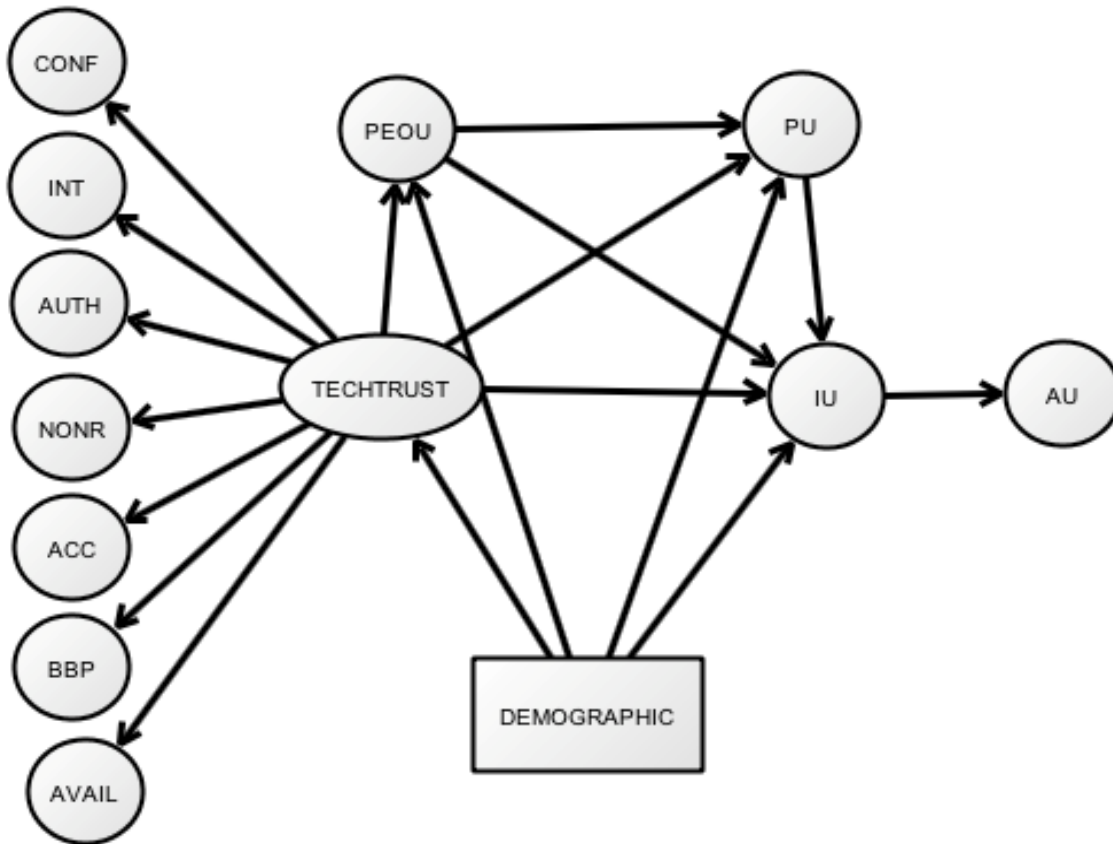 CONF
INT
AUTH
NONR
ACC
BBP
AVAIL
PEOU
PU
TECHTRUST
IU
AU
DEMOGRAPHIC